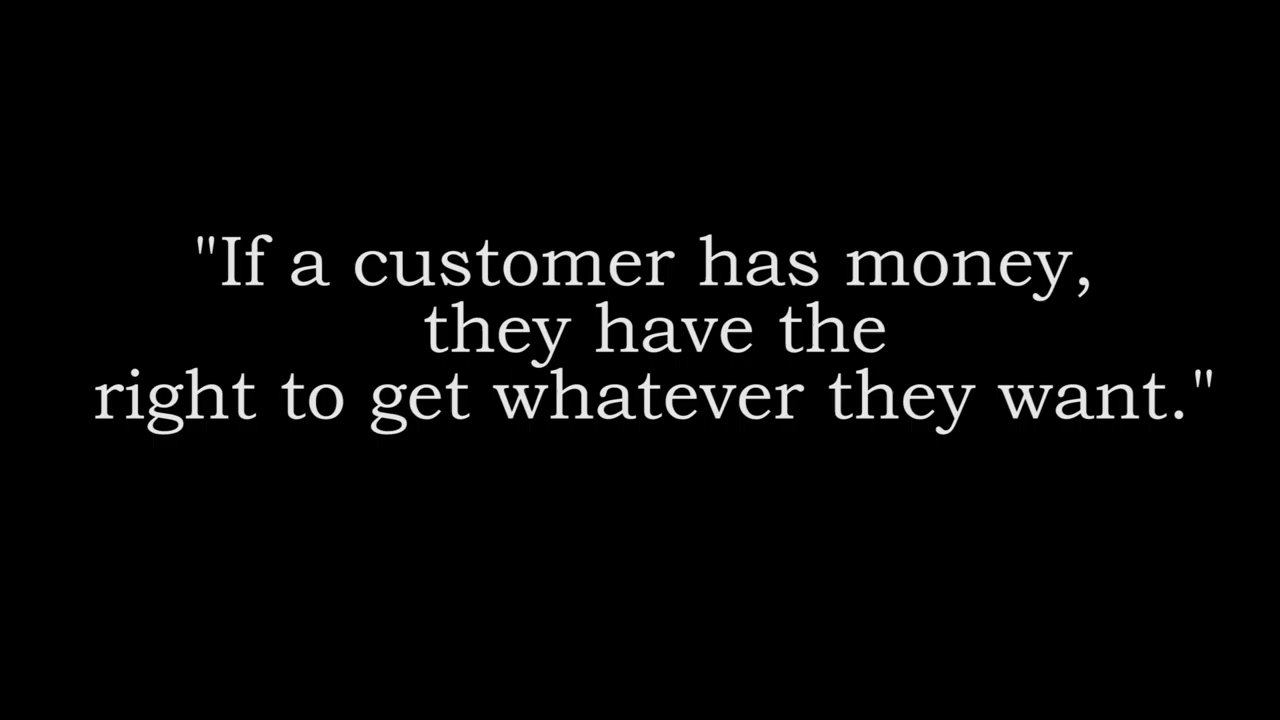 "If a customer has money,
they have the
right to get whatever they want."